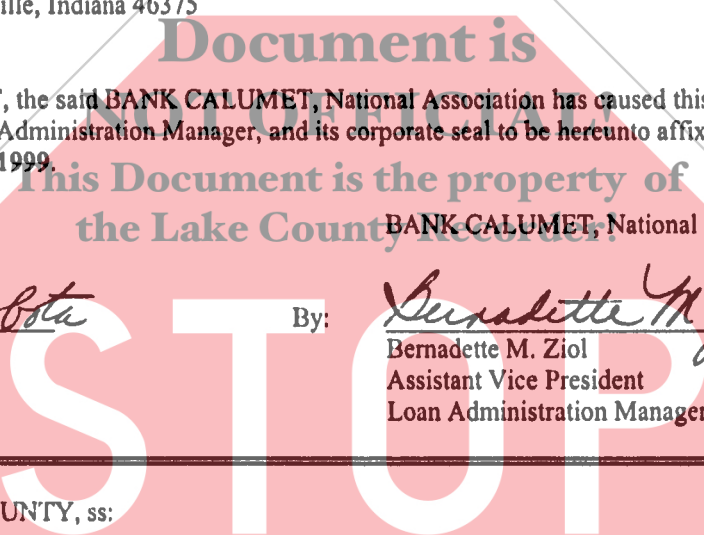 ille, Indiana 46375
Document is
, the said BANK CALUMET, National Association has caused this
NOT OFFICIAL!
Administration Manager, and its corporate seal to be hereunto affix
1999.
This Document is the property of
the Lake County Recorder!
BANK CALUMET, National
By: Bernadette M
Bernadette M. Ziol
Assistant Vice President
Loan Administration Manager
STOP
UNTY, ss: